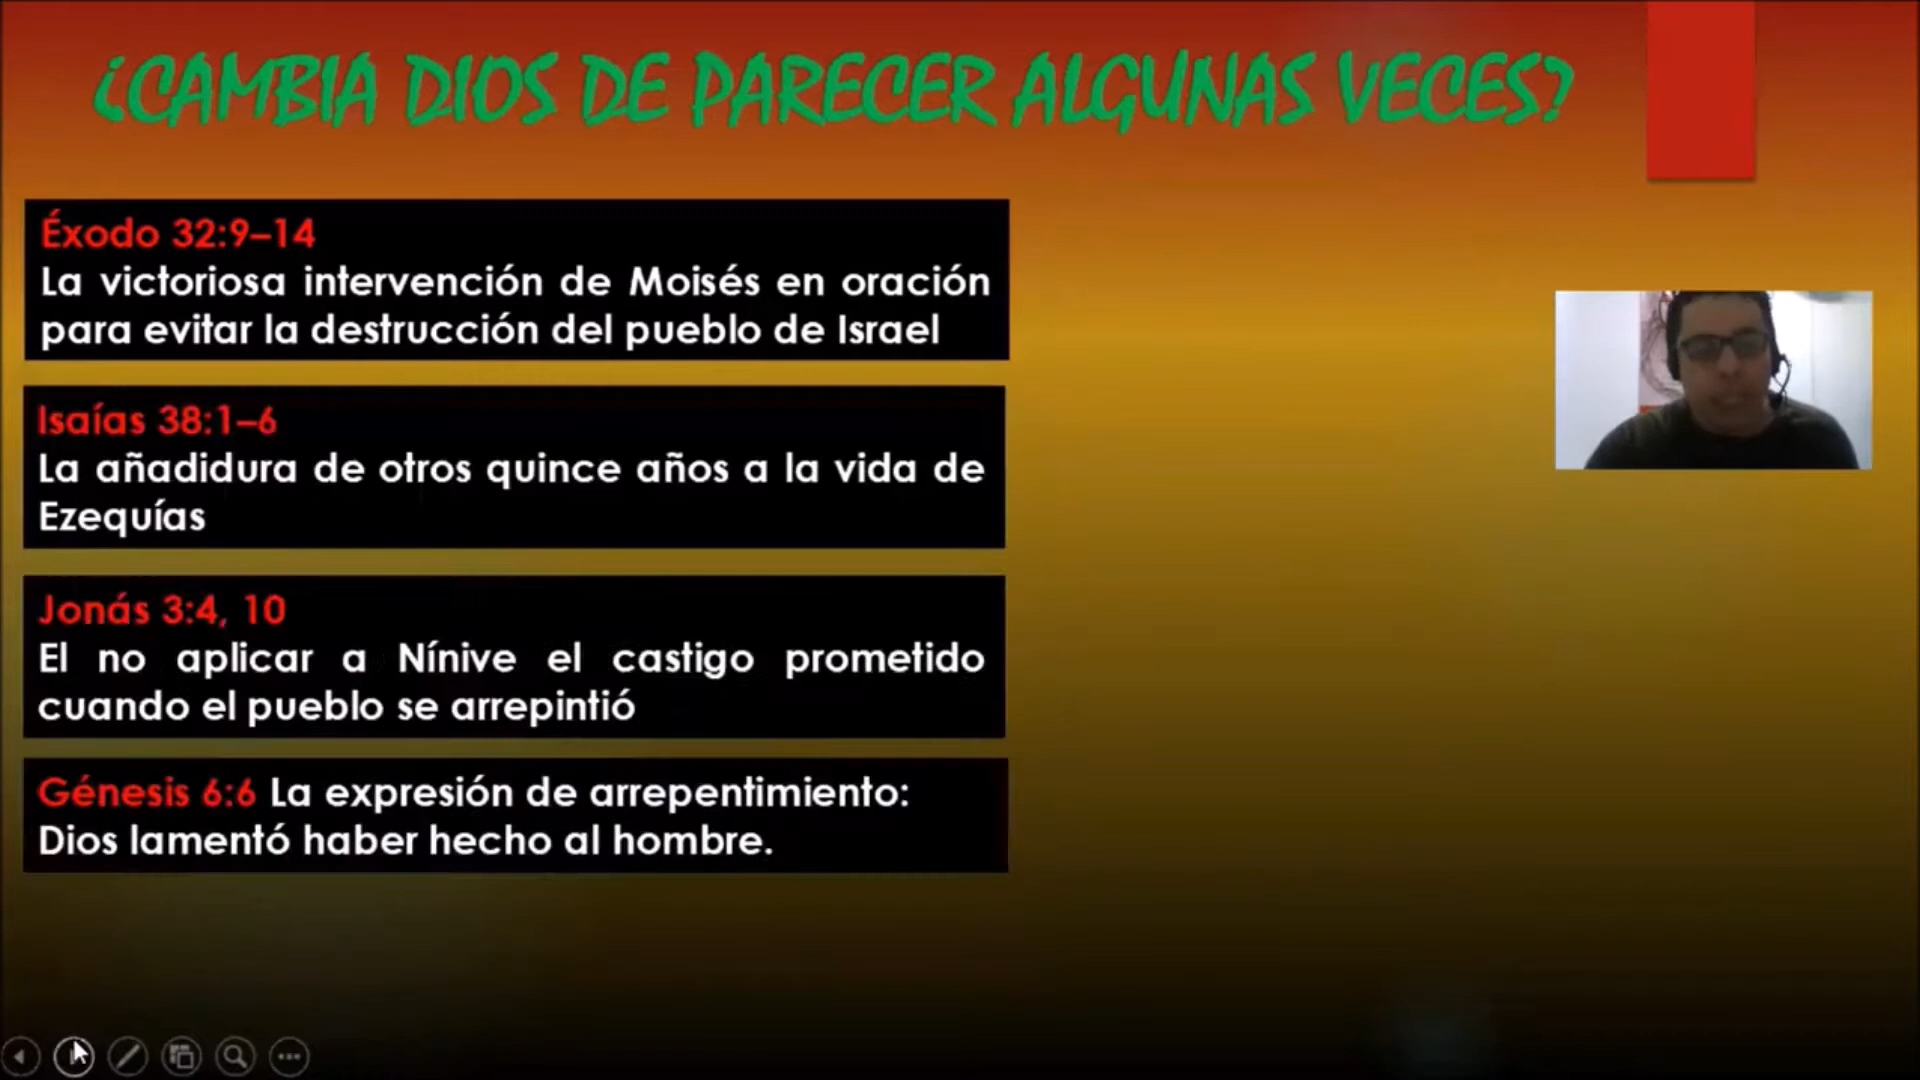 ¿CAMBIA DIOS DE PARECER ALGUNAS VECES?
Éxodo 32:9–14
La victoriosa intervención de Moisés en oración
para evitar la destrucción del pueblo de Israel
Isaías 38:1–6
La añadidura de otros quince años a la vida de
Ezequías
Jonás 3:4, 10
El no aplicar a Nínive el castigo prometido
cuando el pueblo se arrepintió
Génesis 6:6 La expresión de arrepentimiento:
Dios lamentó haber hecho al hombre.